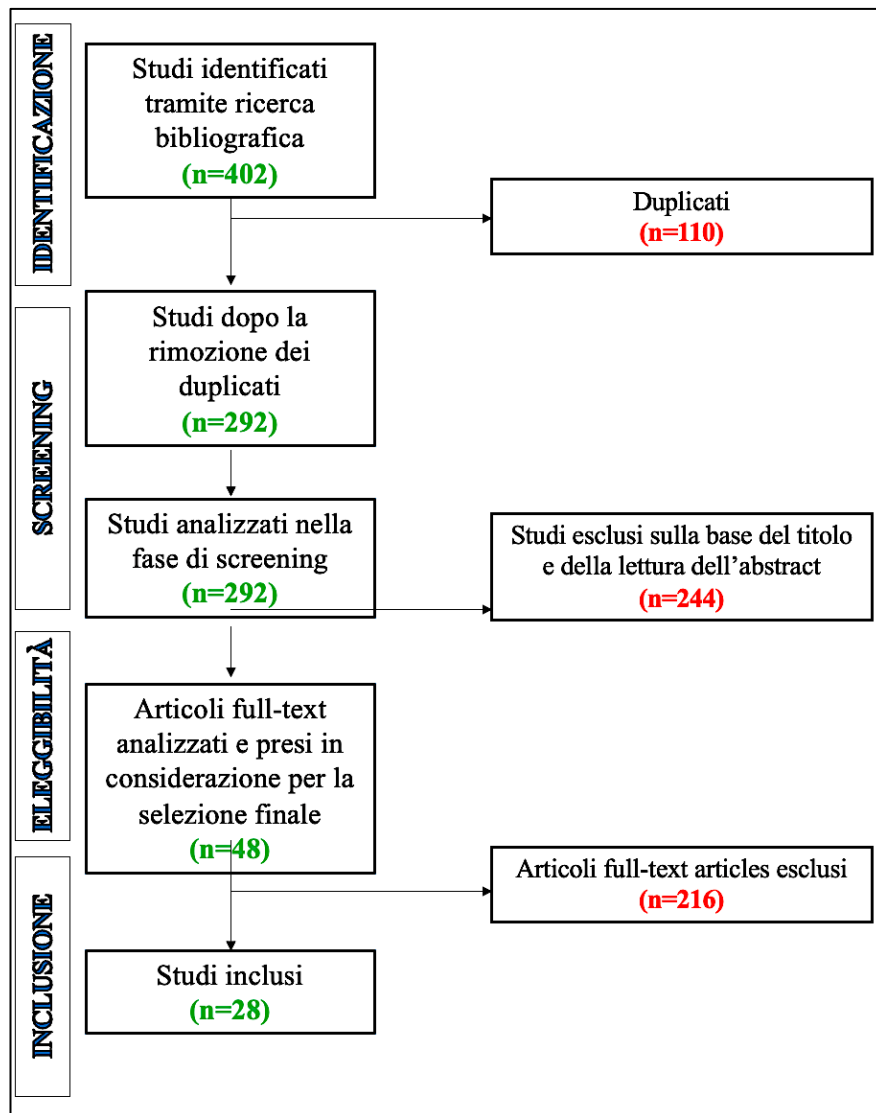 IDENTIFICAZIONE
Studi identificati
tramite ricerca
bibliografica
(n=402)
Duplicati
(n=110)
SCREENING
Studi dopo la
rimozione dei
duplicati
(n=292)
Studi analizzati nella
fase di screening
(n=292)
Studi esclusi sulla base del titolo
e della lettura dell’abstract
(n=244)
ELEGGIBILITÀ
Articoli full-text
analizzati e presi in
considerazione per la
selezione finale
(n=48)
Articoli full-text articles esclusi
(n=216)
INCLUSIONE
Studi inclusi
(n=28)